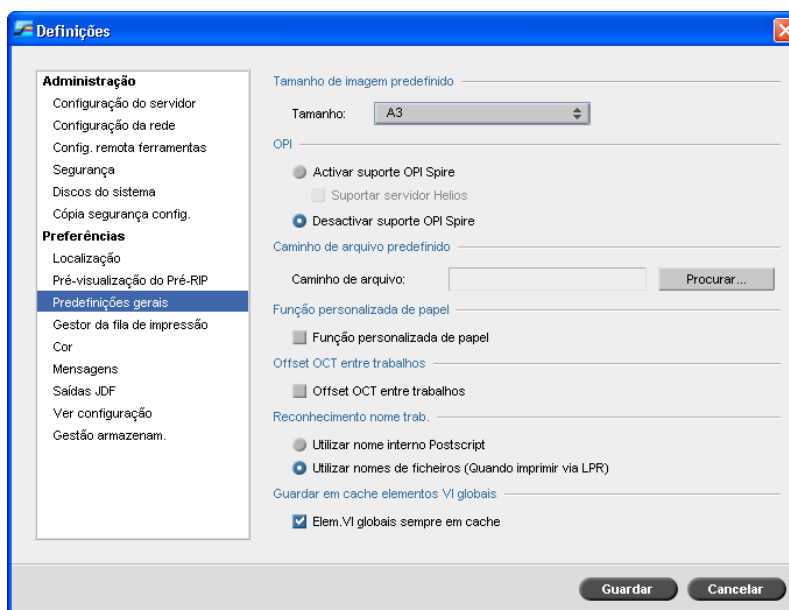 Definições
Administração
Configuração do servidor
Configuração da rede
Config. remota ferramentas
Segurança
Discos do sistema
Cópia segurança config.
Preferências
Localização
Pré-visualização do Pré-RIP
Predefinições gerais
Gestor da fila de impressão
Cor
Mensagens
Saídas JDF
Ver configuração
Gestão armazenam.
Tamanho de imagem predefinido
Tamanho: A3
OPI
Activar suporte OPI Spire
Suportar servidor Helios
Desactivar suporte OPI Spire
Caminho de arquivo predefinido
Caminho de arquivo: Procurar...
Função personalizada de papel
Função personalizada de papel
Offset OCT entre trabalhos
Offset OCT entre trabalhos
Reconhecimento nome trab.
Utilizar nome interno Postscript
Utilizar nomes de ficheiros (Quando imprimir via LPR)
Guardar em cache elementos VI globais
Elem.VI globais sempre em cache
Guardar Cancelar